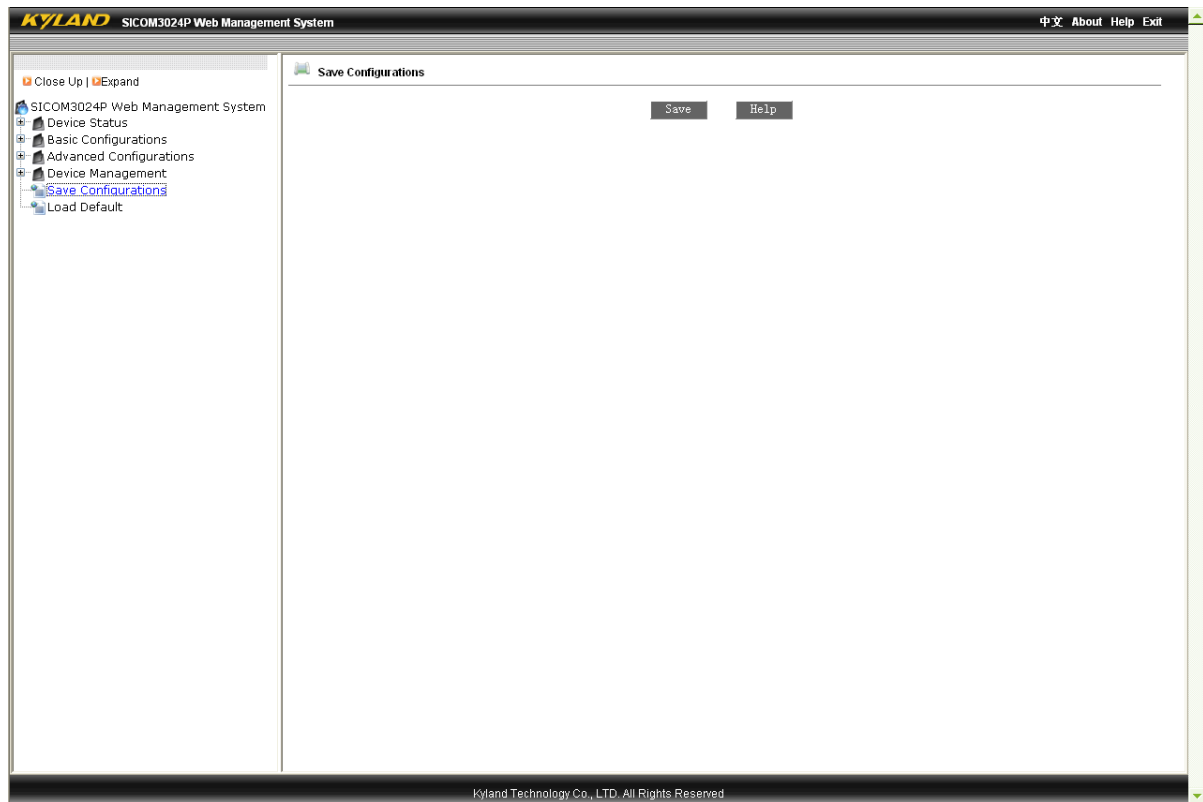 KYLAND SICOM3024P Web Management System 中文 About Help Exit
Close Up | Expand
SICOM3024P Web Management System
Device Status
Basic Configurations
Advanced Configurations
Device Management
Save Configurations
Load Default
Save Configurations
Save Help
Kyland Technology Co., LTD. All Rights Reserved